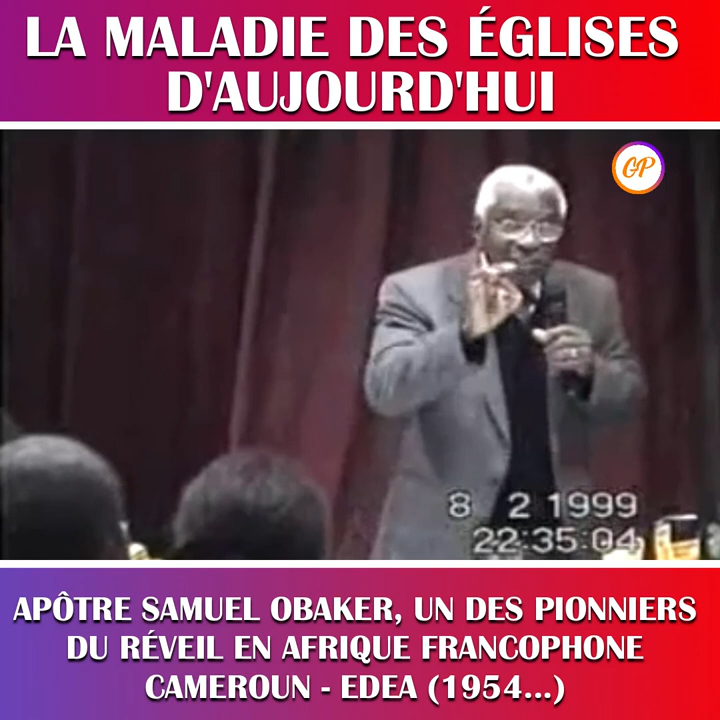 LA MALADIE DES ÉGLISES
D'AUJOURD'HUI
GP
8 2 1999
22:35:04
APÔTRE SAMUEL OBAKER, UN DES PIONNIERS
DU RÉVEIL EN AFRIQUE FRANCOPHONE
CAMEROUN - EDEA (1954...)